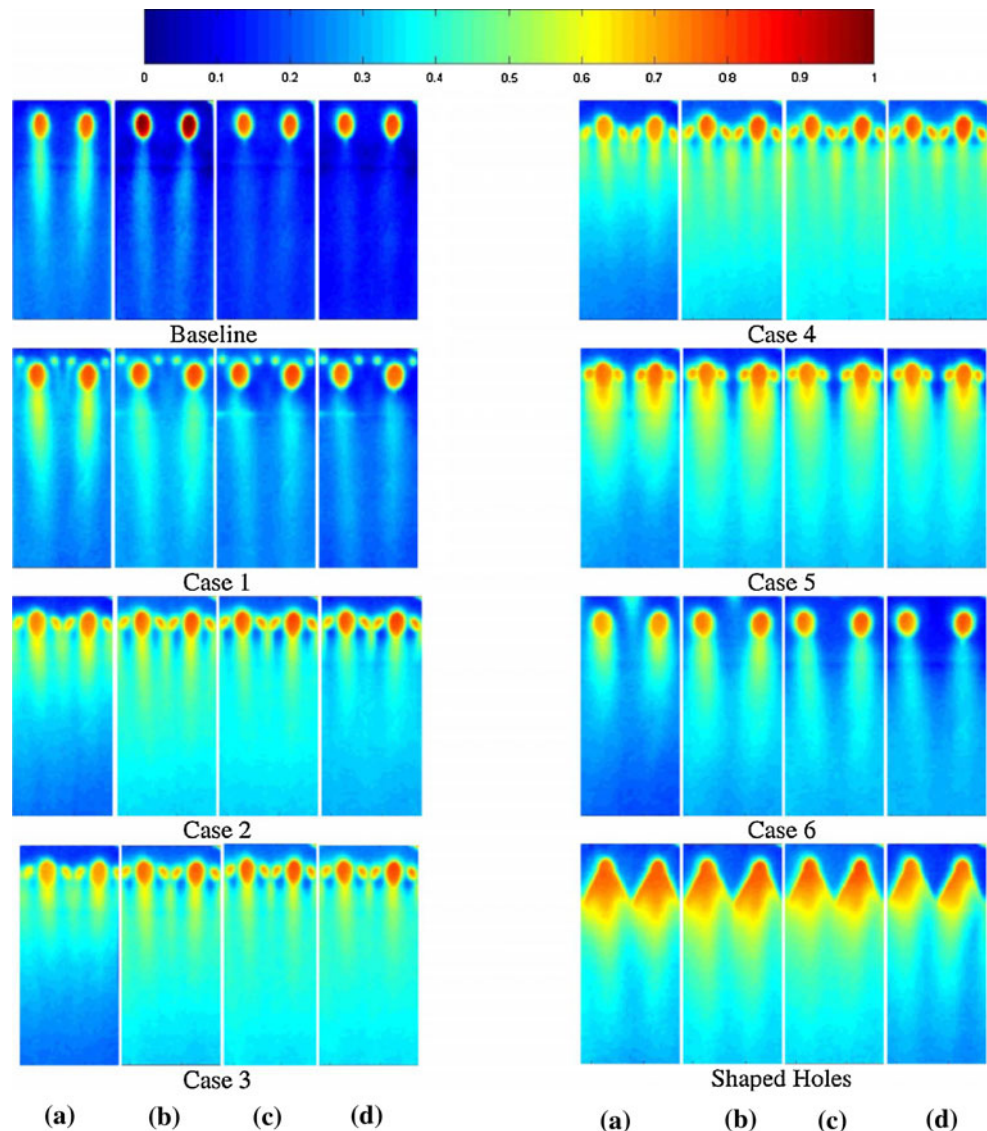 0 0.1 0.2 0.3 0.4 0.5 0.6 0.7 0.8 0.9 1
Baseline
Case 1
Case 2
Case 3
(a) (b) (c) (d)
Case 4
Case 5
Case 6
Shaped Holes
(a) (b) (c) (d)